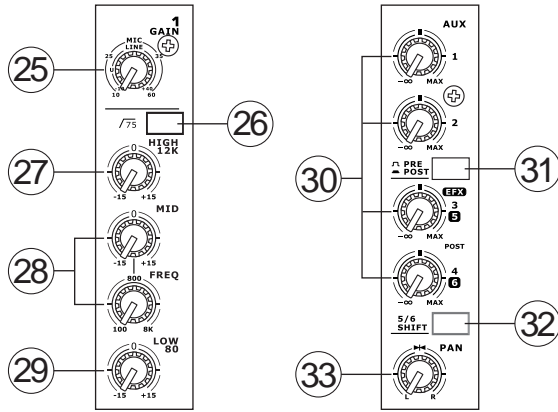 1
GAIN
MIC
LINE
25 35
U
-10 +40
10 60
25
75
26
HIGH
12K
0
27
-15 +15
MID
0
-15 +15
28
800
FREQ
100 8K
LOW
80
0
29
-15 +15
AUX
1
-∞ MAX
2
-∞ MAX
30
PRE
POST
31
EFX
3
5
-∞ MAX
POST
4
6
-∞ MAX
5/6
SHIFT
32
PAN
33
L R